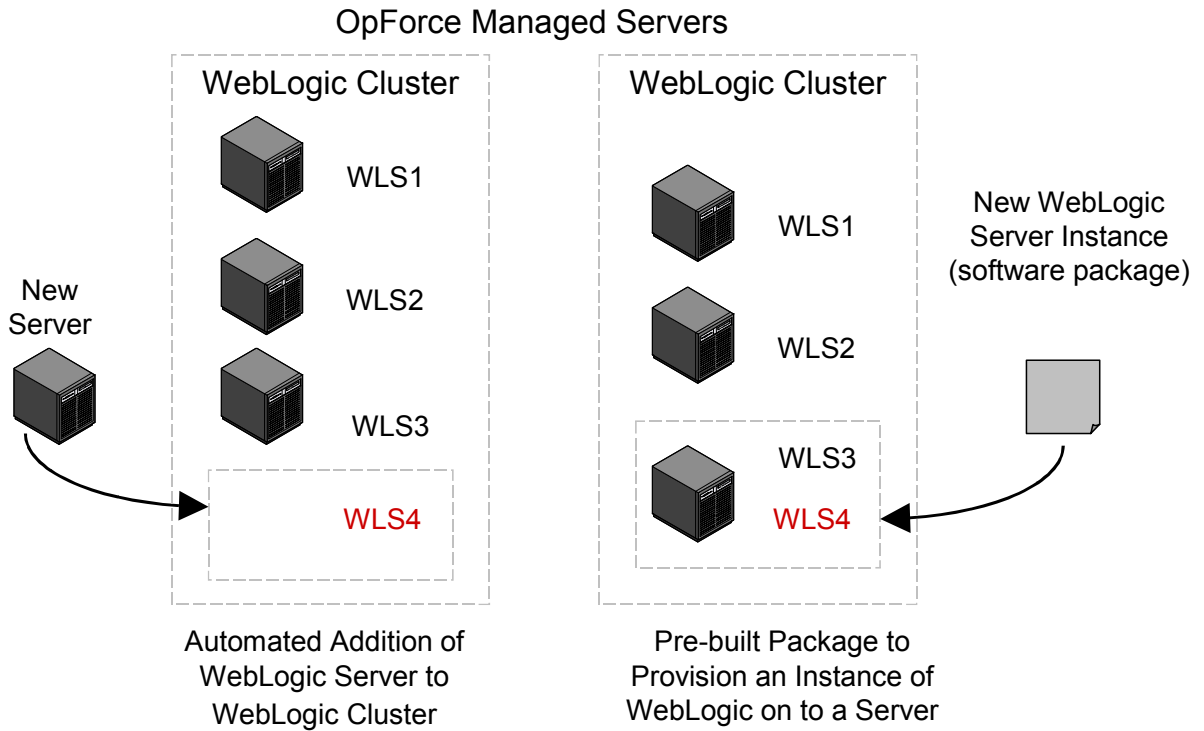 OpForce Managed Servers
WebLogic Cluster
WLS1
WLS2
WLS3
WLS4
New
Server
Automated Addition of
WebLogic Server to
WebLogic Cluster
WebLogic Cluster
WLS1
WLS2
WLS3
WLS4
New WebLogic
Server Instance
(software package)
Pre-built Package to
Provision an Instance of
WebLogic on to a Server